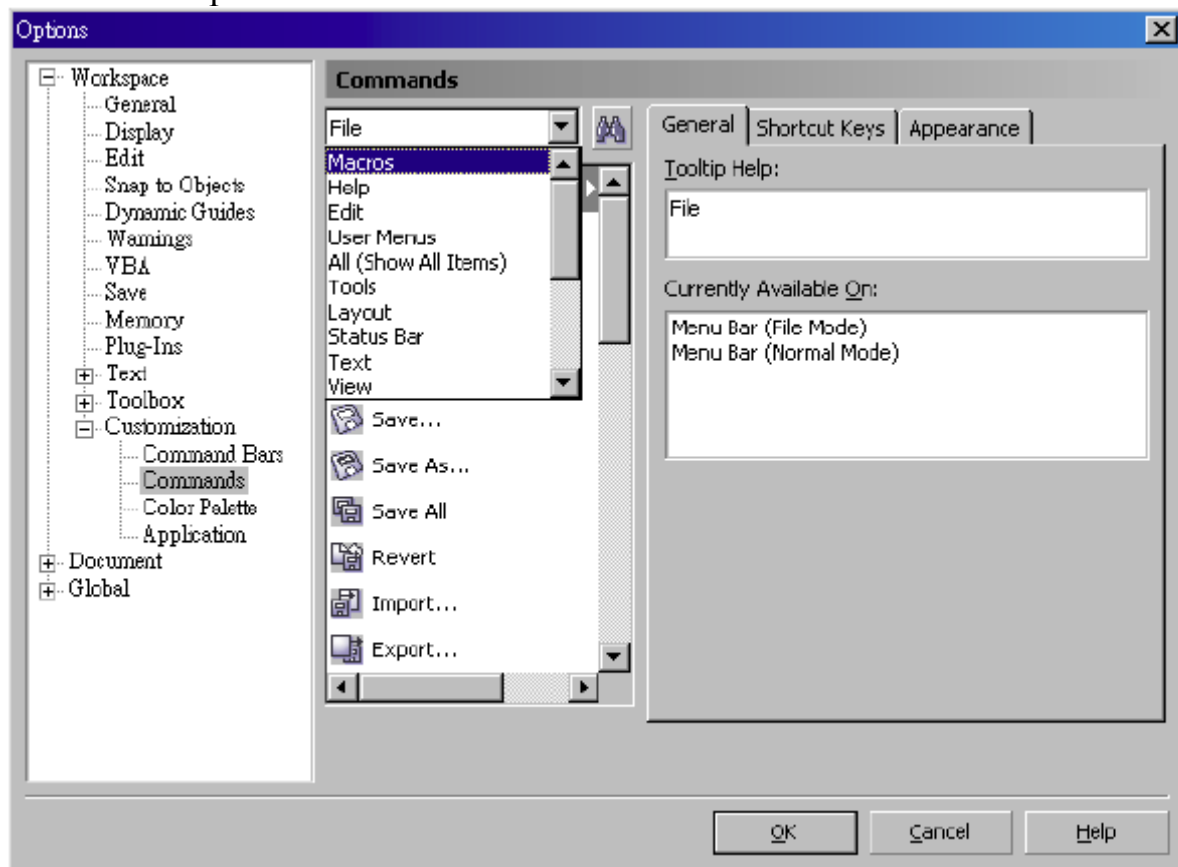 Options
Workspace
General
Display
Edit
Snap to Objects
Dynamic Guides
Warnings
VBA
Save
Memory
Plug-Ins
Text
Toolbox
Customization
Command Bars
Commands
Color Palette
Application
Document
Global
Commands
File
Macros
Help
Edit
User Menus
All (Show All Items)
Tools
Layout
Status Bar
Text
View
Save...
Save As...
Save All
Revert
Import...
Export...
General
Shortcut Keys
Appearance
Tooltip Help:
File
Currently Available On:
Menu Bar (File Mode)
Menu Bar (Normal Mode)
OK
Cancel
Help